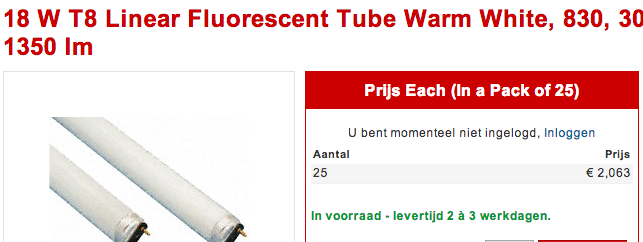 18 W T8 Linear Fluorescent Tube Warm White, 830, 30
1350 lm
Prijs Each (In a Pack of 25)
U bent momenteel niet ingelogd, Inloggen
Aantal Prijs
25 € 2,063
In voorraad - levertijd 2 à 3 werkdagen.